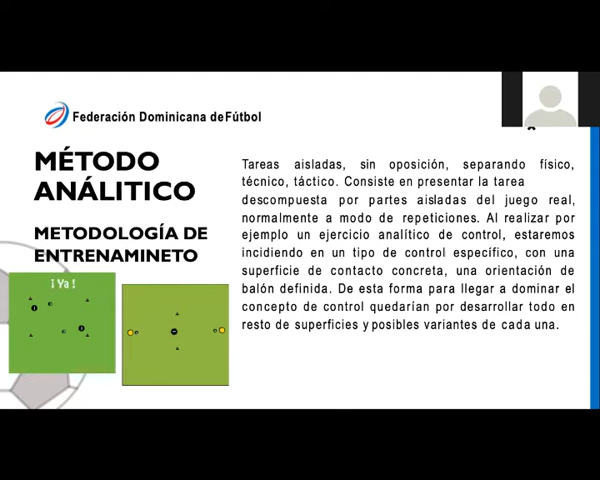 Federación Dominicana deFútbol
MÉTODO
ANÁLITICO
METODOLOGÍA DE
ENTRENAMINETO
¡Ya!
Tareas aisladas, sin oposición, separando físico,
técnico, táctico. Consiste en presentar la tarea
descompuesta por partes aisladas del juego real,
normalmente a modo de repeticiones. Al realizar por
ejemplo un ejercicio analítico de control, estaremos
incidiendo en un tipo de control específico, con una
superficie de contacto concreta, una orientación de
balón definida. De esta forma para llegar a dominar el
concepto de control quedarían por desarrollar todo en
resto de superficies y posibles variantes de cada una.